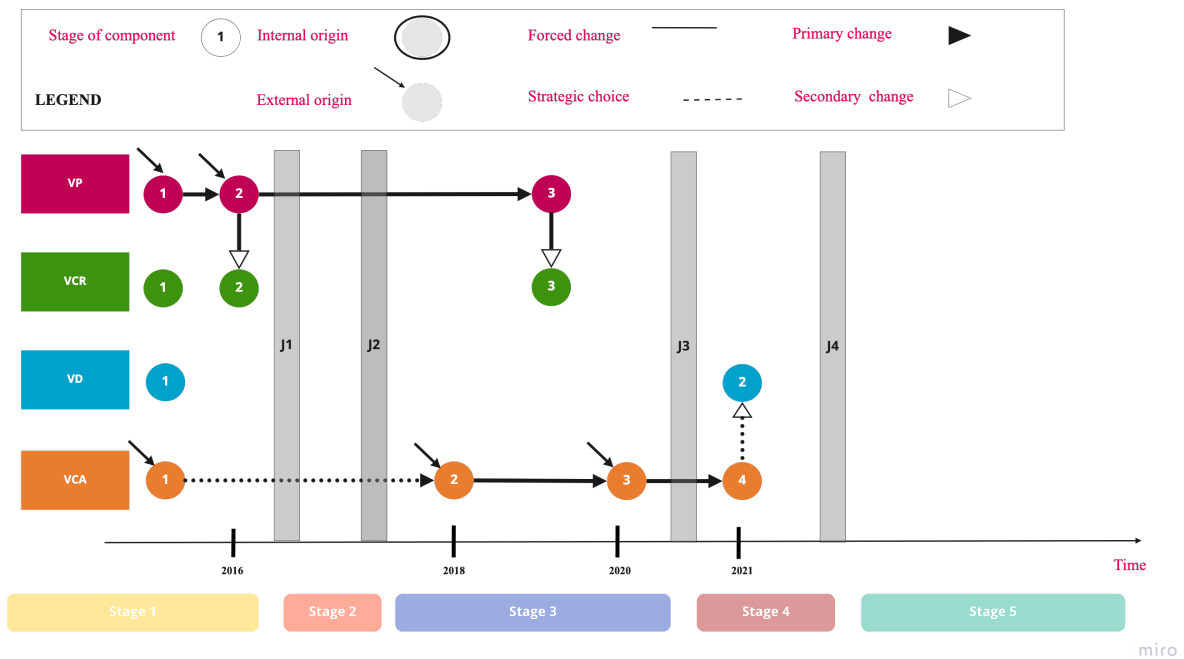 Stage of component 1 Internal origin Forced change Primary change
LEGEND External origin Strategic choice Secondary change
VP 1 2 3
VCR 1 2 3
J1 J2 J3 J4
VD 1 2
VCA 1 2 3 4
2016 2018 2020 2021
Time
Stage 1 Stage 2 Stage 3 Stage 4 Stage 5
miro